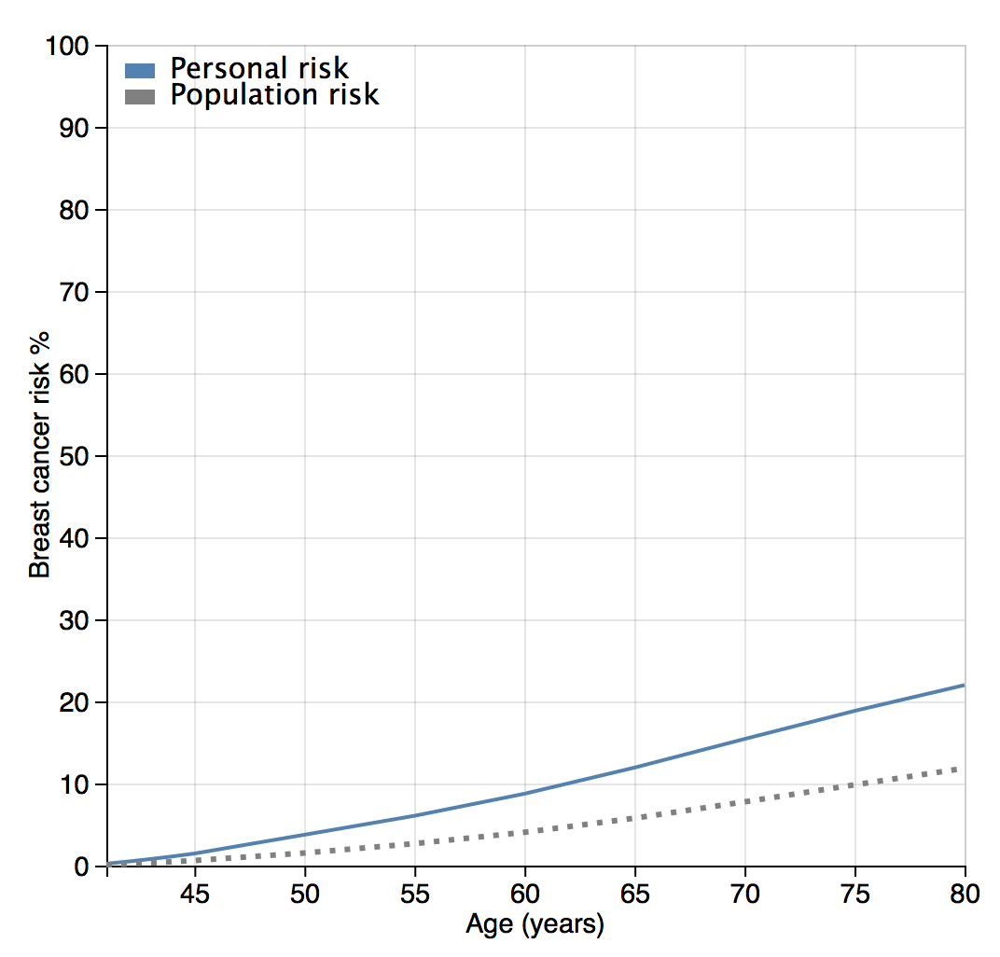 100
Personal risk
Population risk
90
80
70
60
50
40
30
20
10
0
Breast cancer risk %
45 50 55 60 65 70 75 80
Age (years)